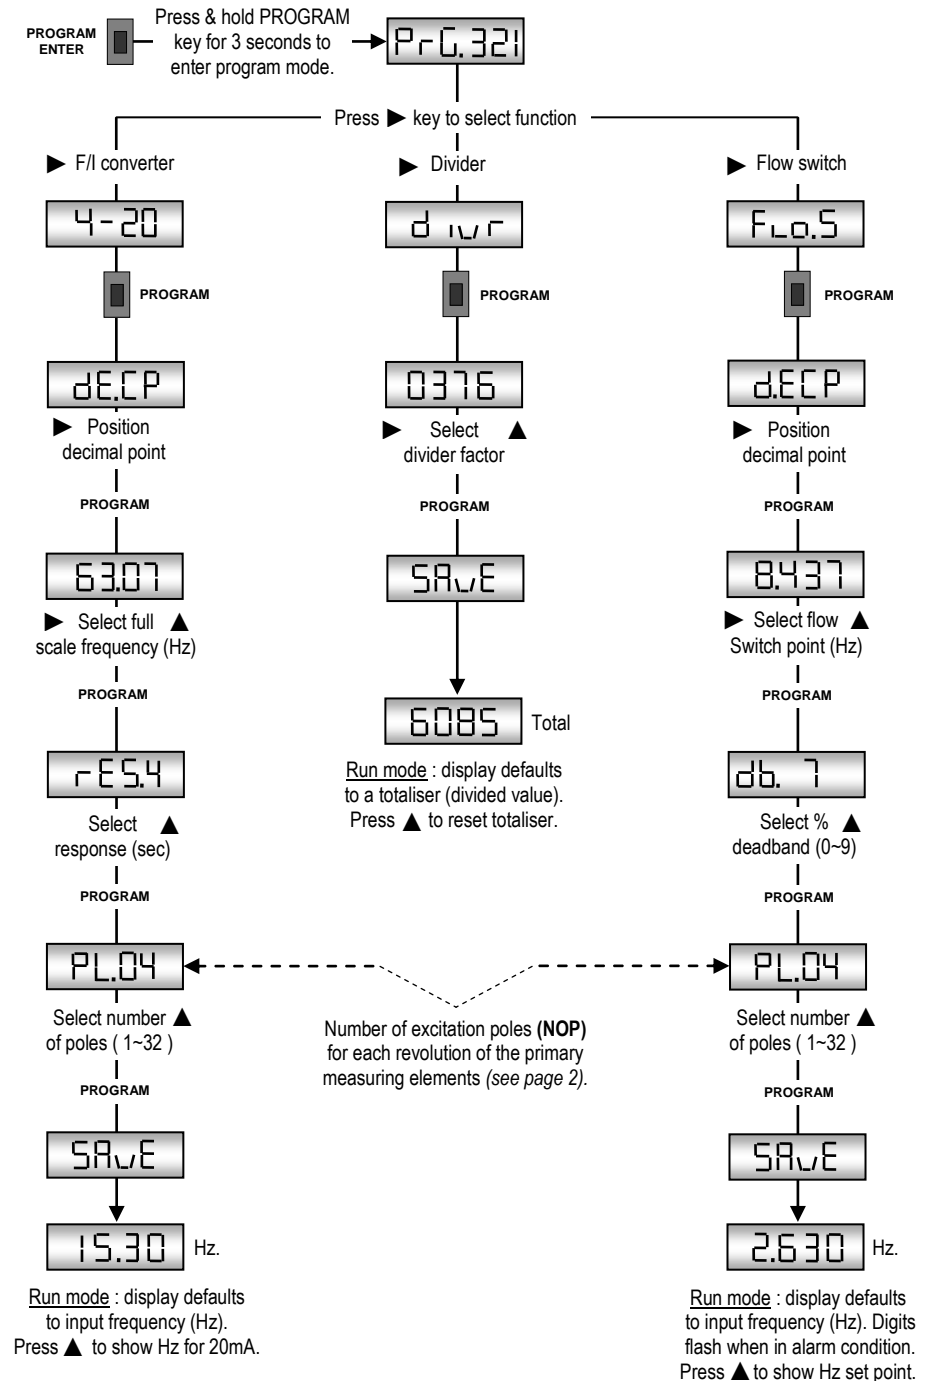 PROGRAM
ENTER
Press & hold PROGRAM
key for 3 seconds to
enter program mode.
PrG.321
Press ▶ key to select function
▶ F/I converter
4-20
PROGRAM
dE.CP
▶ Position
decimal point
PROGRAM
63.07
▶ Select full ▲
scale frequency (Hz)
PROGRAM
rES.4
Select ▲
response (sec)
PROGRAM
PL.04
Select number ▲
of poles ( 1~32 )
PROGRAM
SAvE
15.30 Hz.
Run mode : display defaults
to input frequency (Hz).
Press ▲ to show Hz for 20mA.
▶ Divider
d ivr
PROGRAM
0376
▶ Select ▲
divider factor
PROGRAM
SAvE
6085 Total
Run mode : display defaults
to a totaliser (divided value).
Press ▲ to reset totaliser.
Number of excitation poles (NOP)
for each revolution of the primary
measuring elements (see page 2).
▶ Flow switch
FLo.S
PROGRAM
d.ECP
▶ Position
decimal point
PROGRAM
8.437
▶ Select flow ▲
Switch point (Hz)
PROGRAM
db. 7
Select % ▲
deadband (0~9)
PROGRAM
PL.04
Select number ▲
of poles ( 1~32 )
PROGRAM
SAvE
2.630 Hz.
Run mode : display defaults
to input frequency (Hz). Digits
flash when in alarm condition.
Press ▲ to show Hz set point.